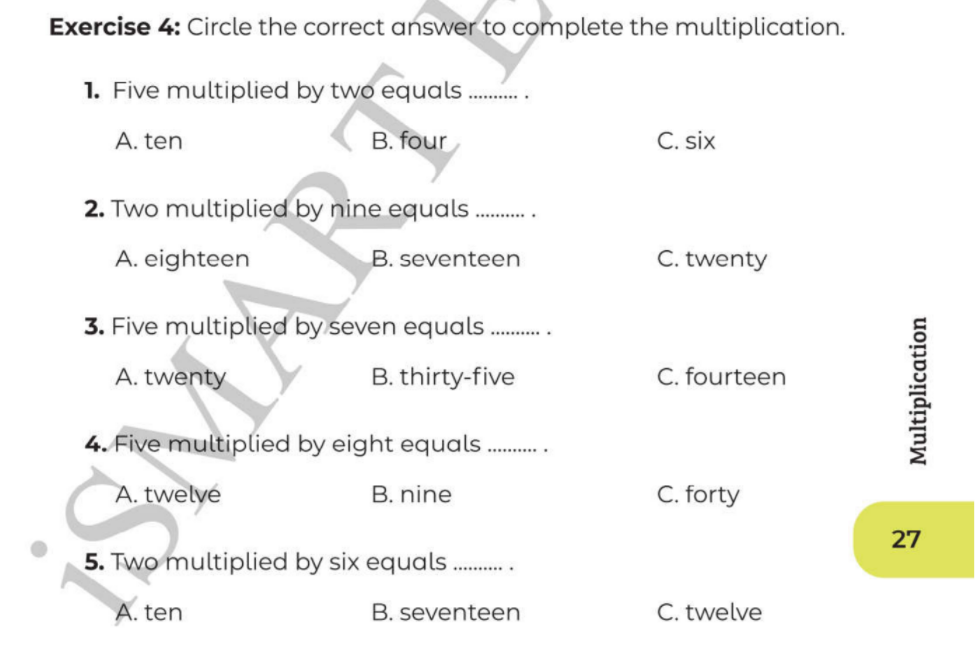 Exercise 4: Circle the correct answer to complete the multiplication.
1. Five multiplied by two equals .......... .
A. ten B. four C. six
2. Two multiplied by nine equals .......... .
A. eighteen B. seventeen C. twenty
3. Five multiplied by seven equals .......... .
A. twenty B. thirty-five C. fourteen
4. Five multiplied by eight equals .......... .
A. twelve B. nine C. forty
5. Two multiplied by six equals .......... .
A. ten B. seventeen C. twelve
Multiplication
27
iSMART E